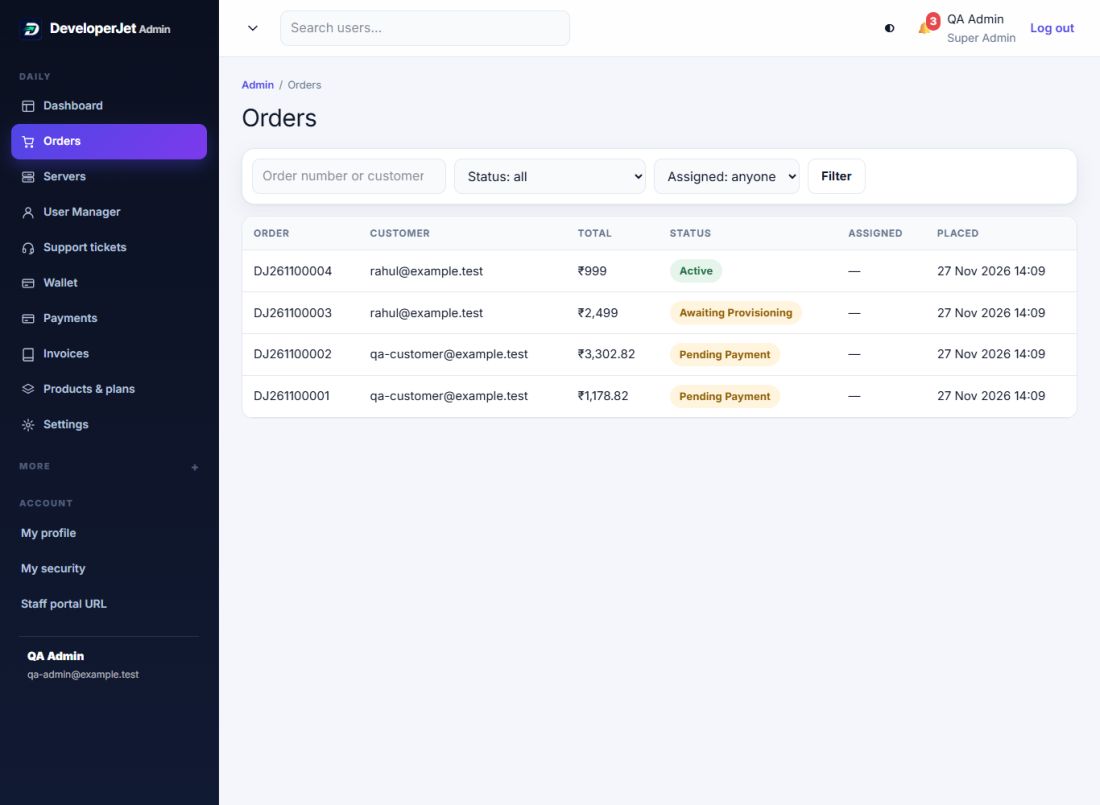 DeveloperJet Admin
DAILY
Dashboard
Orders
Servers
User Manager
Support tickets
Wallet
Payments
Invoices
Products & plans
Settings
MORE +
ACCOUNT
My profile
My security
Staff portal URL
QA Admin
qa-admin@example.test
Search users...
3
QA Admin
Super Admin
Log out
Admin / Orders
Orders
Order number or customer
Status: all
Assigned: anyone
Filter
ORDER CUSTOMER TOTAL STATUS ASSIGNED PLACED
DJ261100004 rahul@example.test ₹999 Active — 27 Nov 2026 14:09
DJ261100003 rahul@example.test ₹2,499 Awaiting Provisioning — 27 Nov 2026 14:09
DJ261100002 qa-customer@example.test ₹3,302.82 Pending Payment — 27 Nov 2026 14:09
DJ261100001 qa-customer@example.test ₹1,178.82 Pending Payment — 27 Nov 2026 14:09